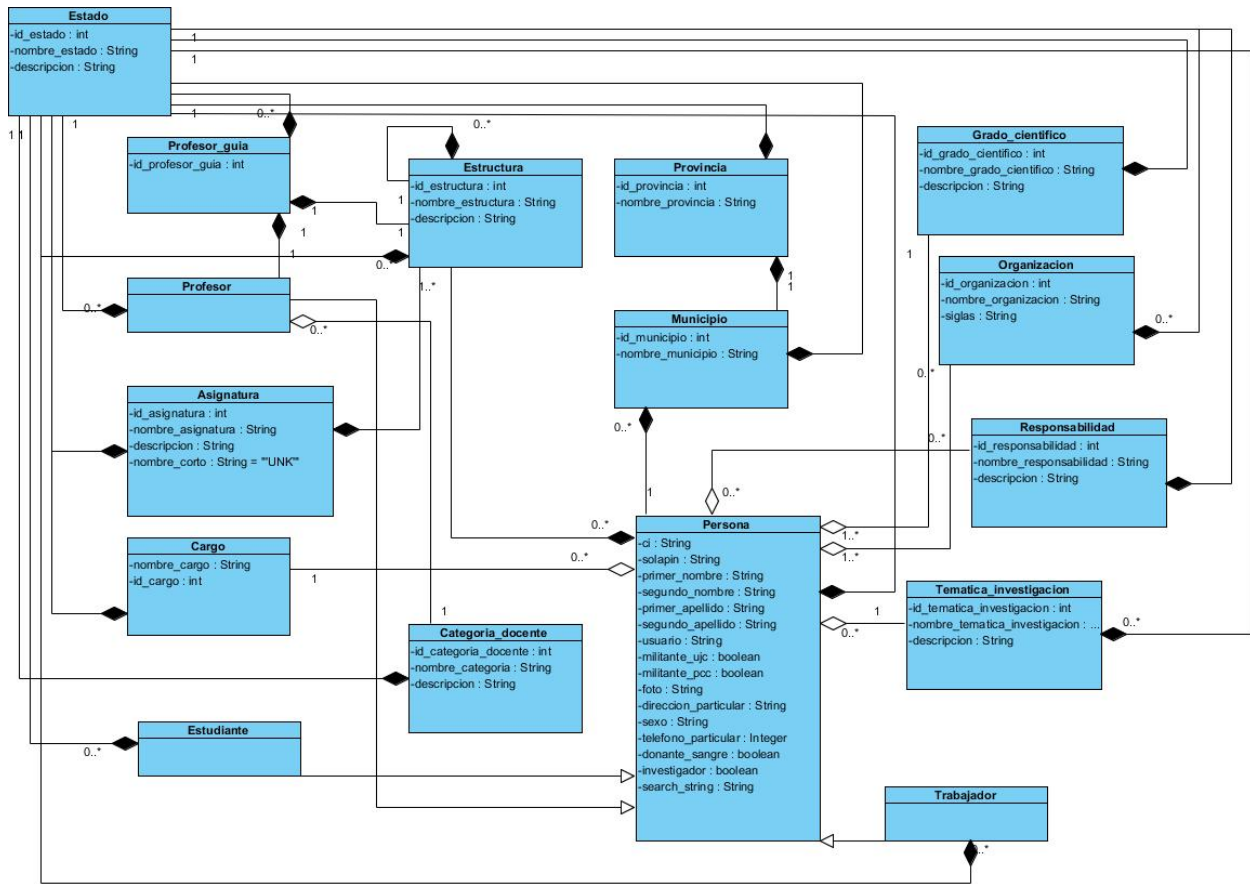 Estado
-id_estado : int
-nombre_estado : String
-descripcion : String
1
1
1
1
1 1
0..*
Profesor_guia
-id_profesor_guia : int
1
1
0..*
Estructura
-id_estructura : int
-nombre_estructura : String
-descripcion : String
1
1
0..*
1..*
Provincia
-id_provincia : int
-nombre_provincia : String
1
1
Grado_cientifico
-id_grado_cientifico : int
-nombre_grado_cientifico : String
-descripcion : String
1
Organizacion
-id_organizacion : int
-nombre_organizacion : String
-siglas : String
0..*
0..*
Profesor
0..*
0..*
Municipio
-id_municipio : int
-nombre_municipio : String
0..*
1
Asignatura
-id_asignatura : int
-nombre_asignatura : String
-descripcion : String
-nombre_corto : String = "'UNK'"
Responsabilidad
-id_responsabilidad : int
-nombre_responsabilidad : String
-descripcion : String
0..*
0..*
Cargo
-nombre_cargo : String
-id_cargo : int
1
0..*
0..*
Persona
-ci : String
-solapin : String
-primer_nombre : String
-segundo_nombre : String
-primer_apellido : String
-segundo_apellido : String
-usuario : String
-militante_ujc : boolean
-militante_pcc : boolean
-foto : String
-direccion_particular : String
-sexo : String
-telefono_particular : Integer
-donante_sangre : boolean
-investigador : boolean
-search_string : String
1..*
1..*
1
0..*
Tematica_investigacion
-id_tematica_investigacion : int
-nombre_tematica_investigacion : ...
-descripcion : String
0..*
1
Categoria_docente
-id_categoria_docente : int
-nombre_categoria : String
-descripcion : String
Estudiante
0..*
Trabajador
0..*